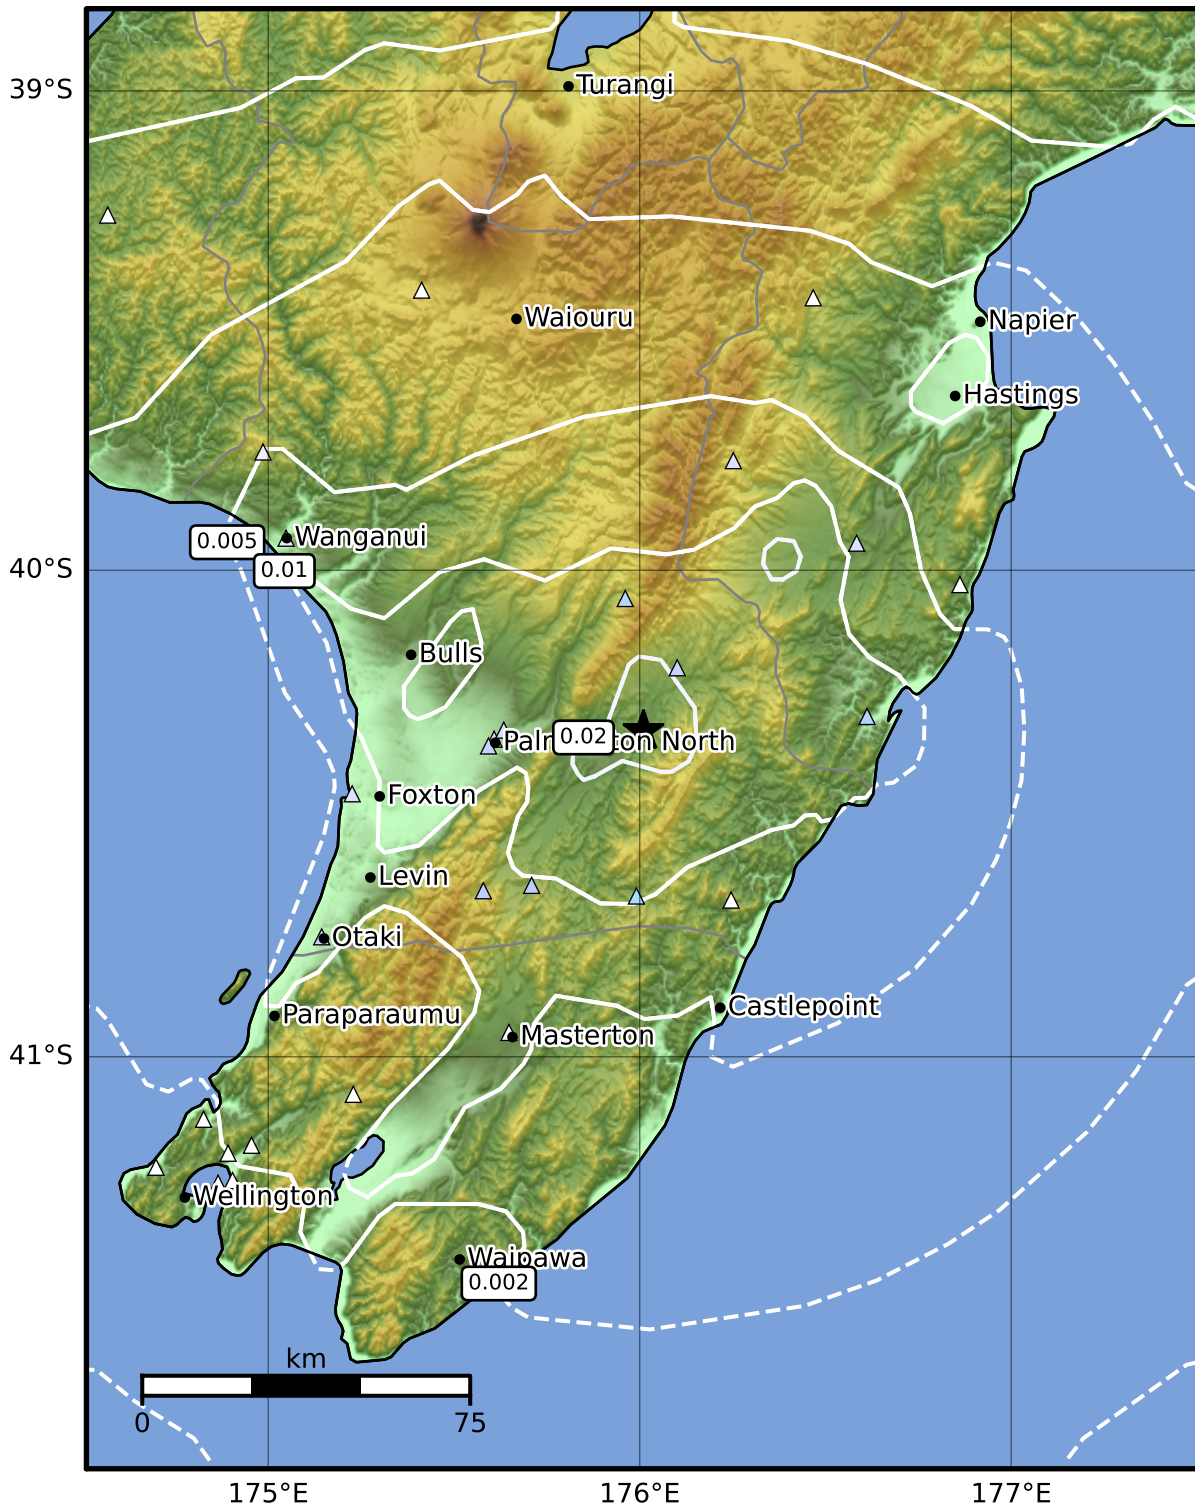 39°S
Turangi
Waiouru
Napier
Hastings
Wanganui
0.005
0.01
40°S
Bulls
0.02
North
Foxton
Levin
Otaki
Castlepoint
Paraparaumu
Masterton
41°S
Wellington
Waipawa
0.002
km
0
75
175°E
176°E
177°E